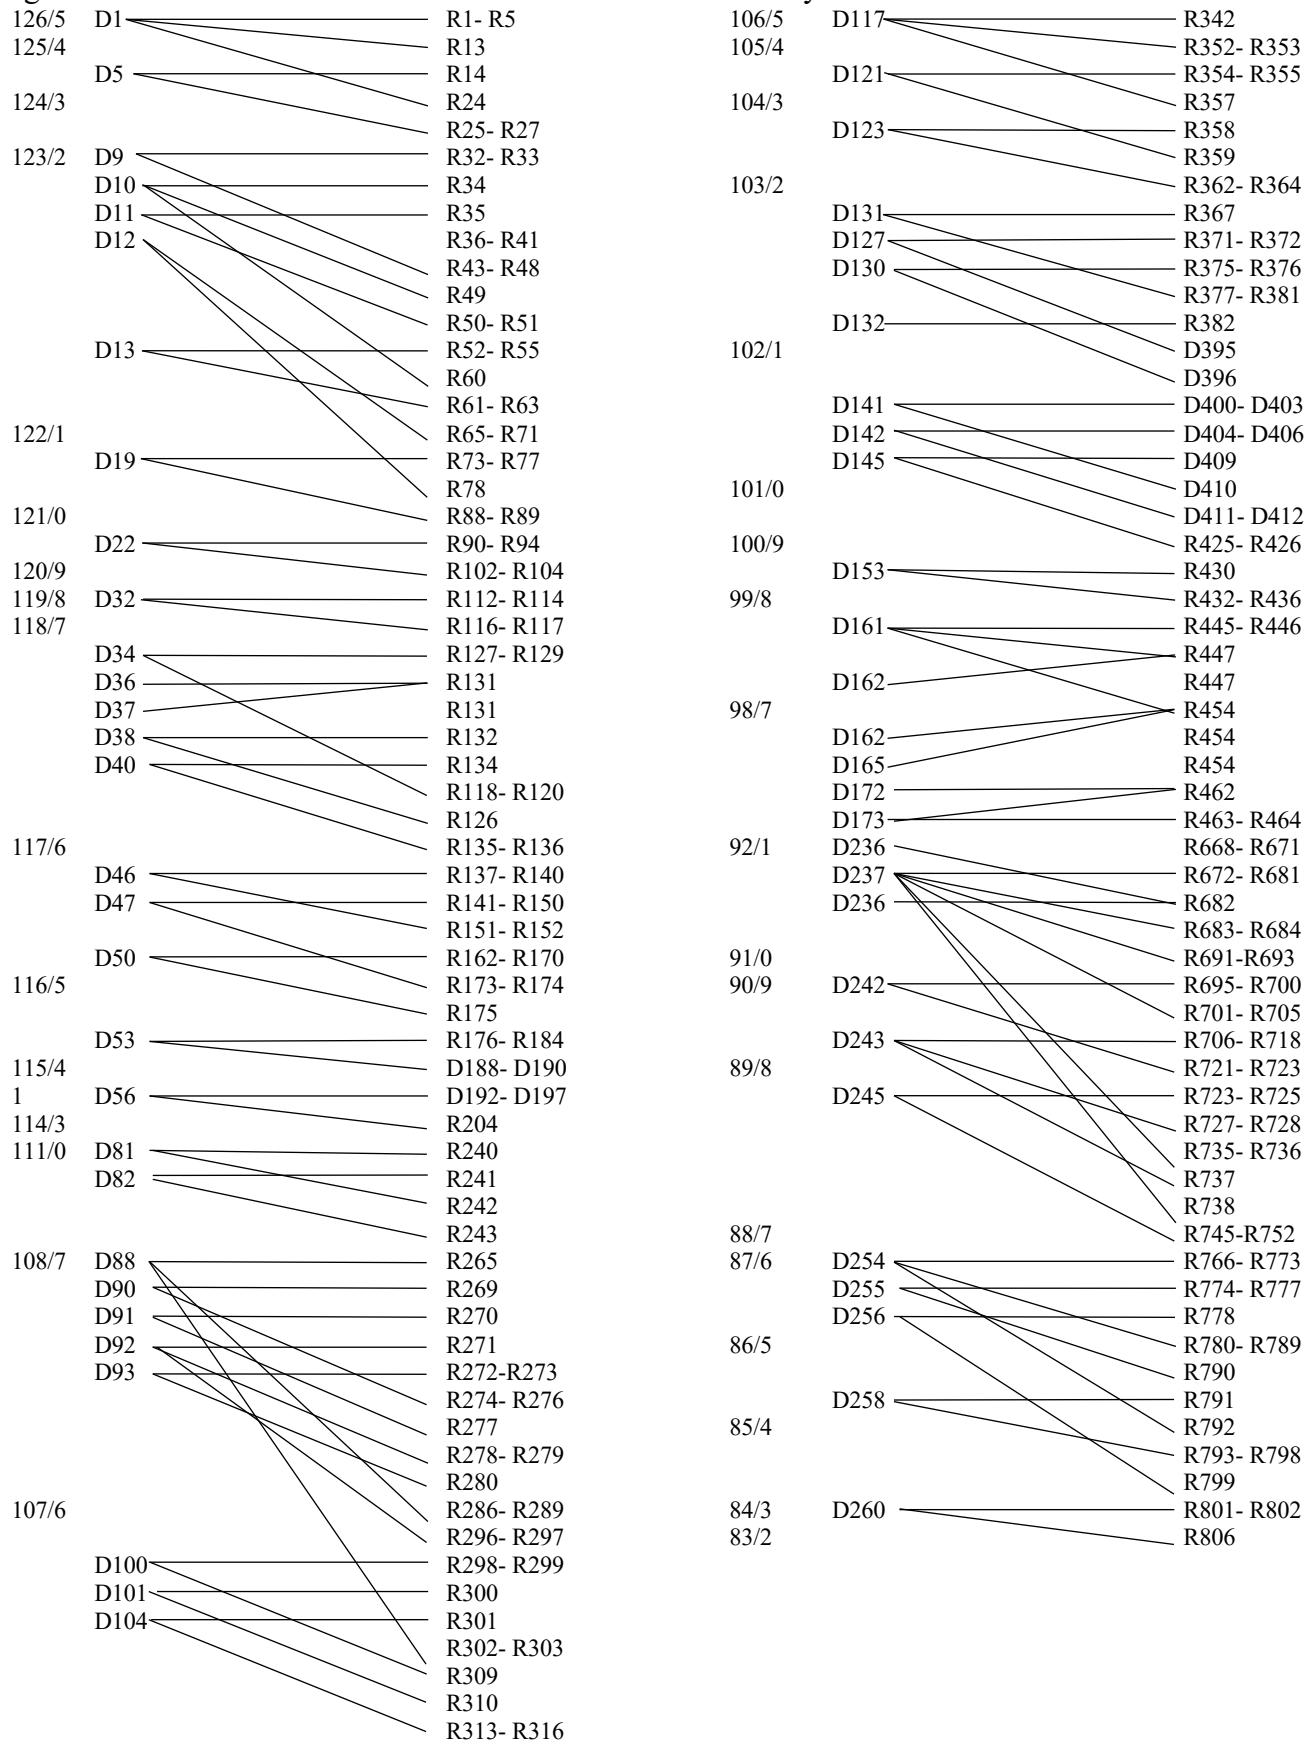 126/5 D1 R1- R5
125/4 R13
D5 R14
124/3 R24
R25- R27
123/2 D9 R32- R33
D10 R34
D11 R35
D12 R36- R41
R43- R48
R49
R50- R51
D13 R52- R55
R60
R61- R63
122/1 R65- R71
D19 R73- R77
R78
121/0 R88- R89
D22 R90- R94
120/9 R102- R104
119/8 D32 R112- R114
118/7 R116- R117
D34 R127- R129
D36 R131
D37 R131
D38 R132
D40 R134
R118- R120
R126
117/6 R135- R136
D46 R137- R140
D47 R141- R150
R151- R152
D50 R162- R170
116/5 R173- R174
R175
D53 R176- R184
115/4 D188- D190
1 D56 D192- D197
114/3 R204
111/0 D81 R240
D82 R241
R242
R243
108/7 D88 R265
D90 R269
D91 R270
D92 R271
D93 R272-R273
R274- R276
R277
R278- R279
R280
107/6 R286- R289
R296- R297
D100 R298- R299
D101 R300
D104 R301
R302- R303
R309
R310
R313- R316
106/5 D117 R342
105/4 R352- R353
D121 R354- R355
104/3 R357
D123 R358
R359
103/2 R362- R364
D131 R367
D127 R371- R372
D130 R375- R376
R377- R381
D132 R382
102/1 D395
D396
D141 D400- D403
D142 D404- D406
D145 D409
101/0 D410
D411- D412
100/9 R425- R426
D153 R430
99/8 R432- R436
D161 R445- R446
R447
D162 R447
98/7 R454
D162 R454
D165 R454
D172 R462
D173 R463- R464
92/1 D236 R668- R671
D237 R672- R681
D236 R682
R683- R684
91/0 R691-R693
90/9 D242 R695- R700
R701- R705
D243 R706- R718
89/8 R721- R723
D245 R723- R725
R727- R728
R735- R736
R737
R738
88/7 R745-R752
87/6 D254 R766- R773
D255 R774- R777
D256 R778
86/5 R780- R789
R790
D258 R791
85/4 R792
R793- R798
R799
84/3 D260 R801- R802
83/2 R806